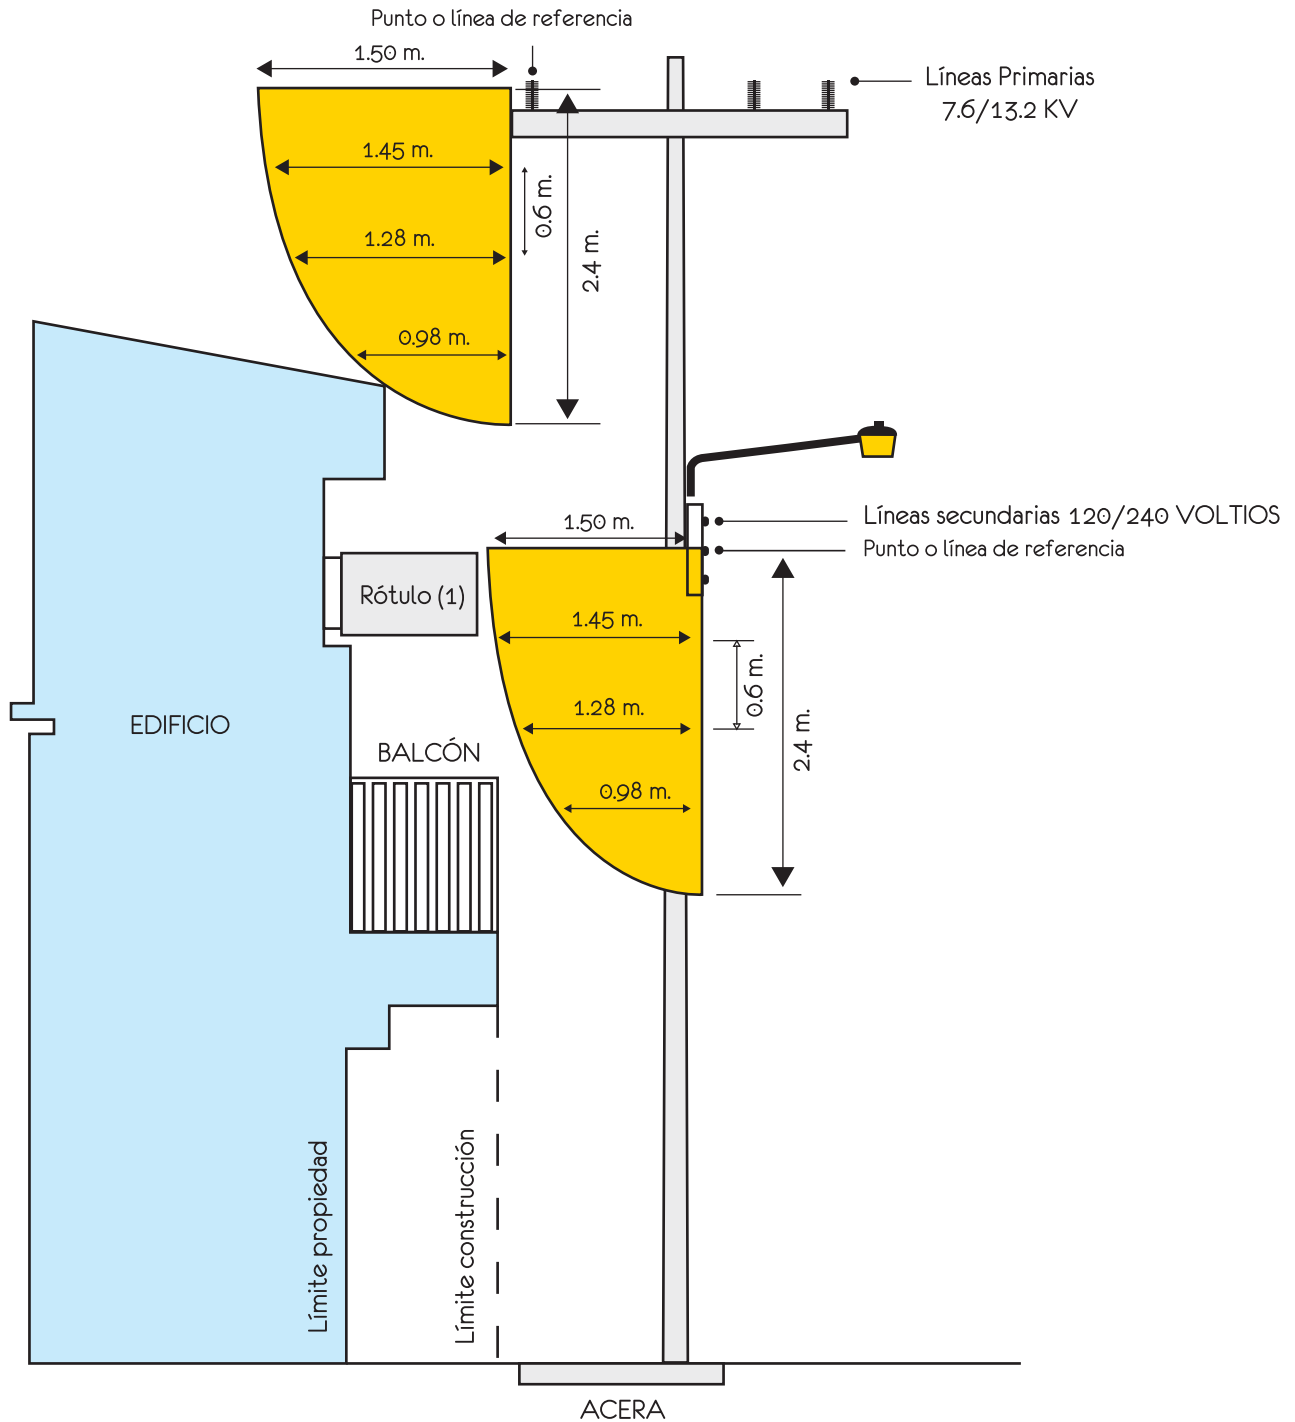 Punto o línea de referencia
1.50 m.
Líneas Primarias
7.6/13.2 KV
1.45 m.
0.6 m.
1.28 m.
2.4 m.
0.98 m.
Líneas secundarias 120/240 VOLTIOS
1.50 m.
Punto o línea de referencia
Rótulo (1)
1.45 m.
0.6 m.
1.28 m.
2.4 m.
EDIFICIO
BALCÓN
0.98 m.
Límite propiedad
Límite construcción
ACERA